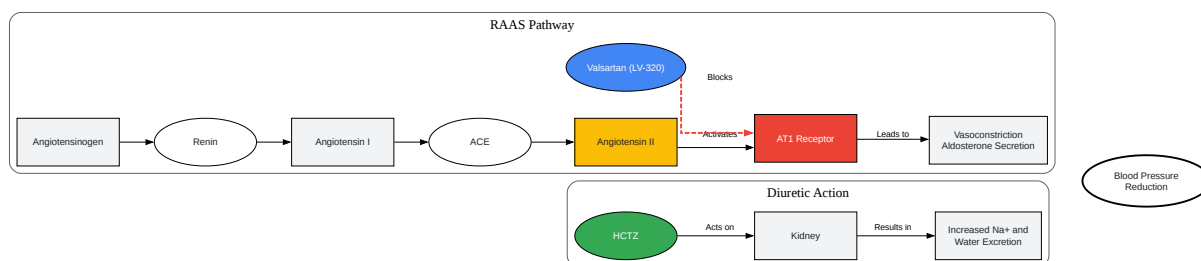 RAAS Pathway
Valsartan (LV-320)
Blocks
Angiotensinogen
Renin
Angiotensin I
ACE
Angiotensin II
Activates
AT1 Receptor
Leads to
Vasoconstriction
Aldosterone Secretion
Blood Pressure
Reduction
Diuretic Action
HCTZ
Acts on
Kidney
Results in
Increased Na+ and
Water Excretion